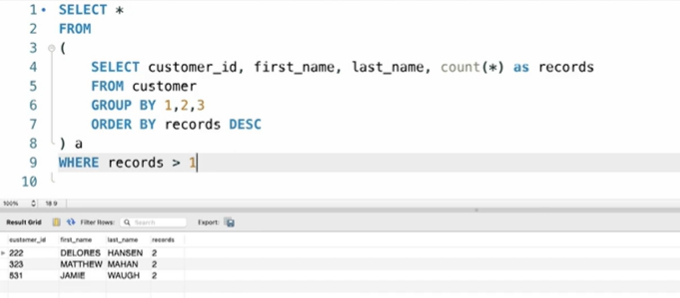 1 SELECT *
2 FROM
3 (
4 SELECT customer_id, first_name, last_name, count(*) as records
5 FROM customer
6 GROUP BY 1,2,3
7 ORDER BY records DESC
8 ) a
9 WHERE records > 1
10
100% 18:9
Result Grid Filter Rows: Search Export:
customer_id first_name last_name records
222 DELORES HANSEN 2
323 MATTHEW MAHAN 2
831 JAMIE WAUGH 2